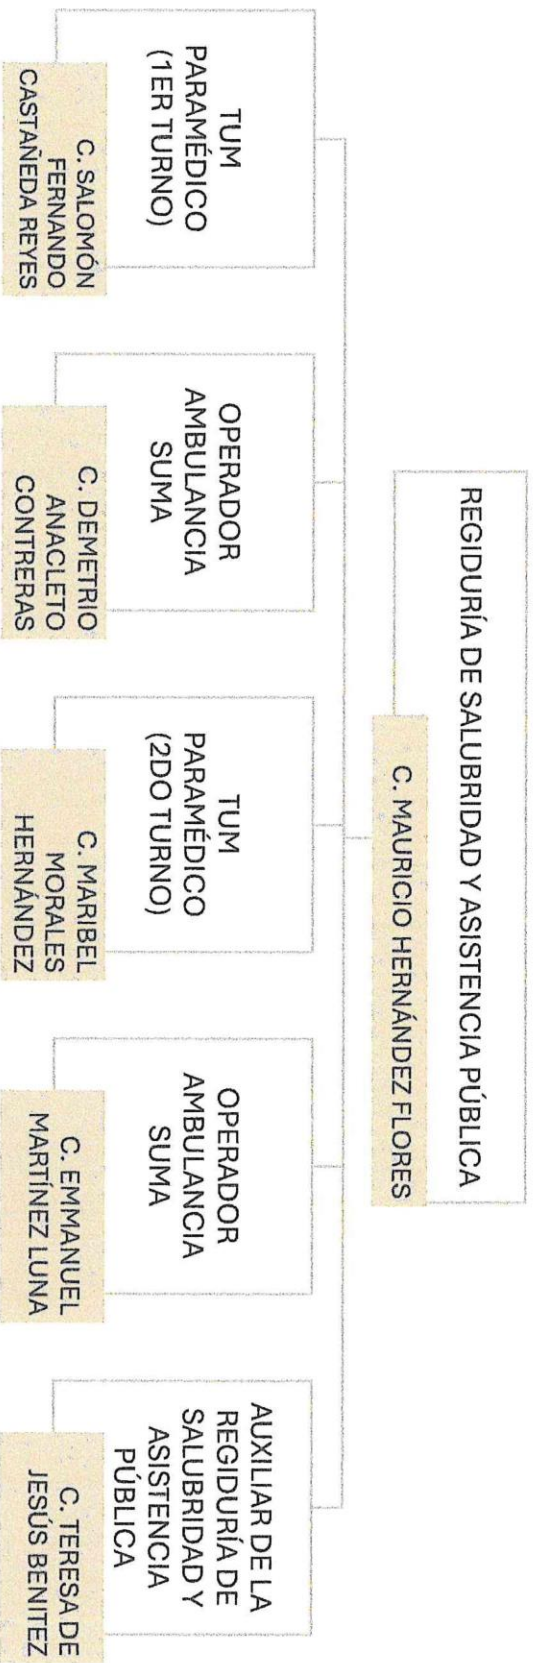 REGIDURÍA DE SALUBRIDAD Y ASISTENCIA PÚBLICA
C. MAURICIO HERNÁNDEZ FLORES
TUM
PARAMÉDICO
(1ER TURNO)
C. SALOMÓN
FERNANDO
CASTAÑEDA REYES
OPERADOR
AMBULANCIA
SUMA
C. DEMETRIO
ANACLETO
CONTRERAS
TUM
PARAMÉDICO
(2DO TURNO)
C. MARIBEL
MORALES
HERNÁNDEZ
OPERADOR
AMBULANCIA
SUMA
C. EMMANUEL
MARTÍNEZ LUNA
AUXILIAR DE LA
REGIDURÍA DE
SALUBRIDAD Y
ASISTENCIA
PÚBLICA
C. TERESA DE
JESÚS BENITEZ